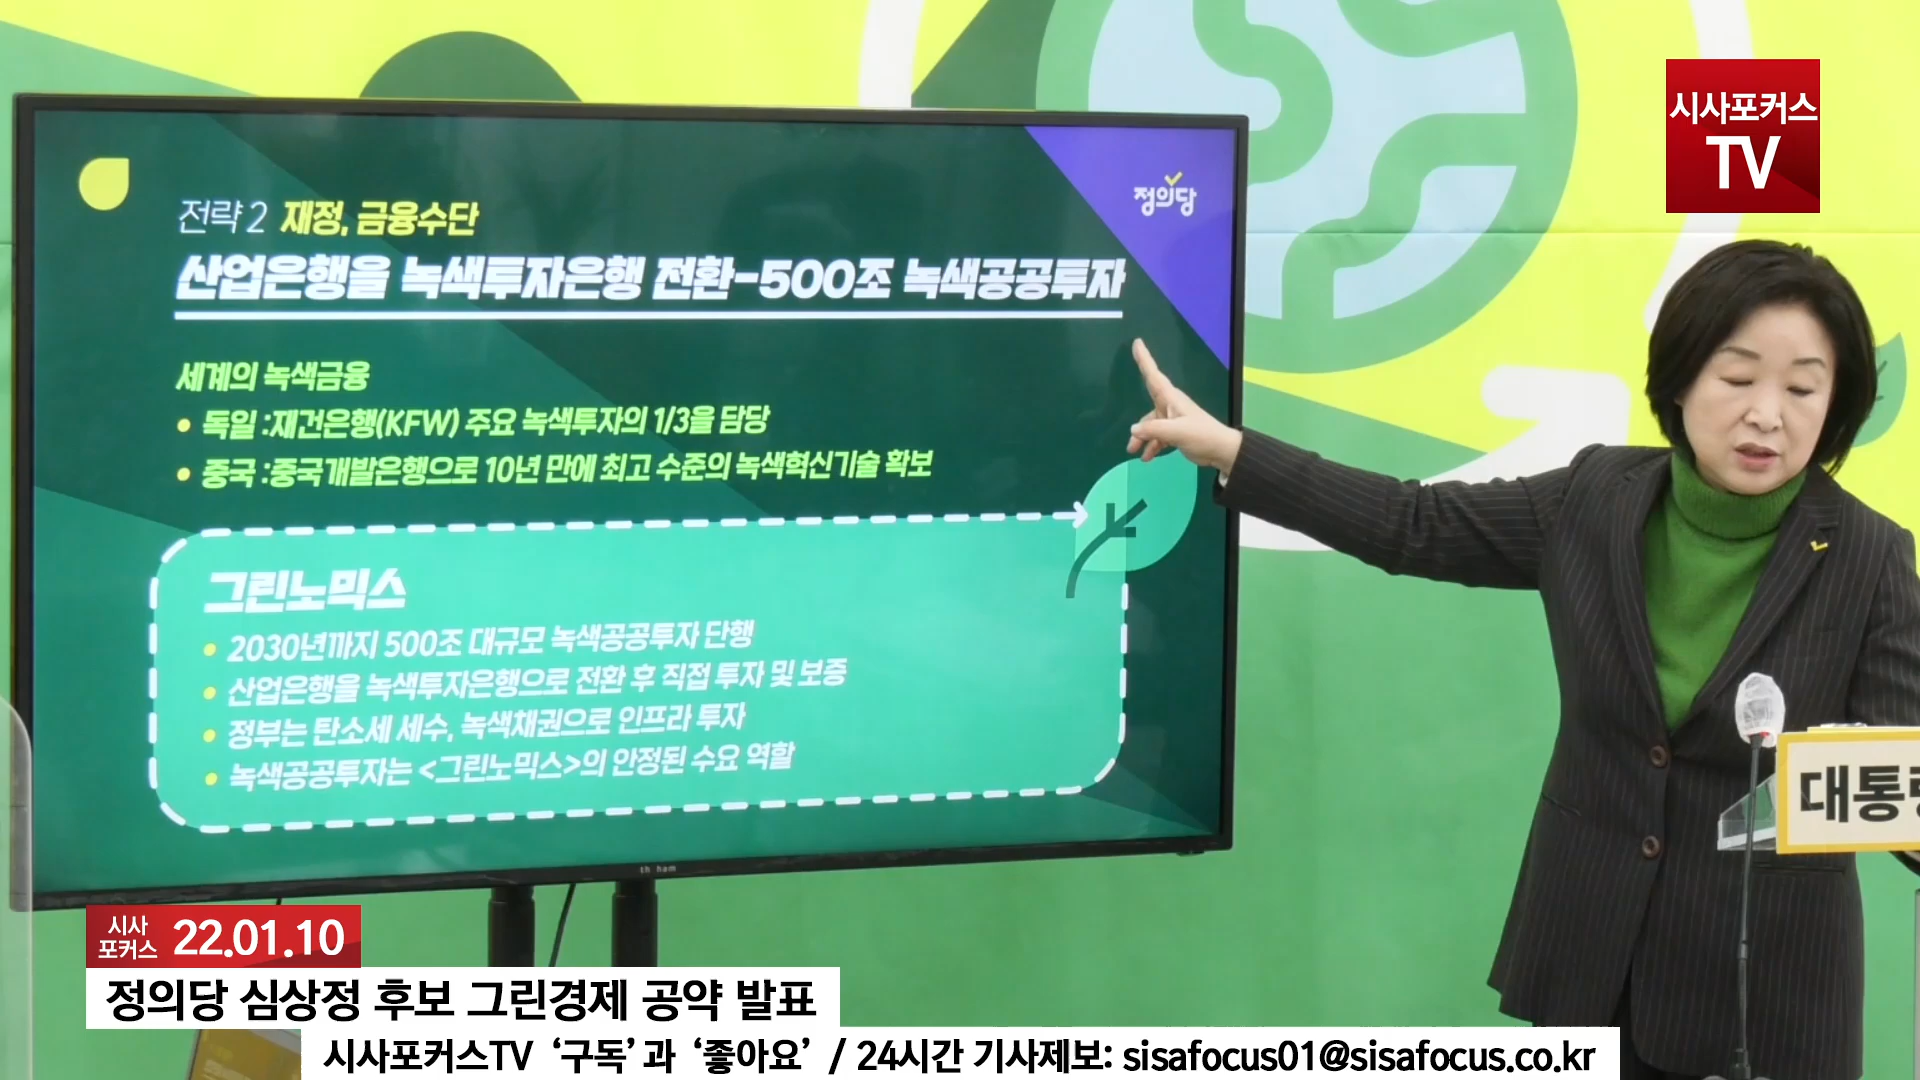 시사포커스
TV
정의당
전략 2 재정, 금융수단
산업은행을 녹색투자은행 전환-500조 녹색공공투자
세계의 녹색금융
• 독일 :재건은행(KFW) 주요 녹색투자의 1/3을 담당
• 중국 :중국개발은행으로 10년 만에 최고 수준의 녹색혁신기술 확보
그린노믹스
• 2030년까지 500조 대규모 녹색공공투자 단행
• 산업은행을 녹색투자은행으로 전환 후 직접 투자 및 보증
• 정부는 탄소세 세수, 녹색채권으로 인프라 투자
• 녹색공공투자는 <그린노믹스>의 안정된 수요 역할
대통령
시사
포커스 22.01.10
정의당 심상정 후보 그린경제 공약 발표
시사포커스TV ‘구독’과 ‘좋아요’ / 24시간 기사제보: sisafocus01@sisafocus.co.kr